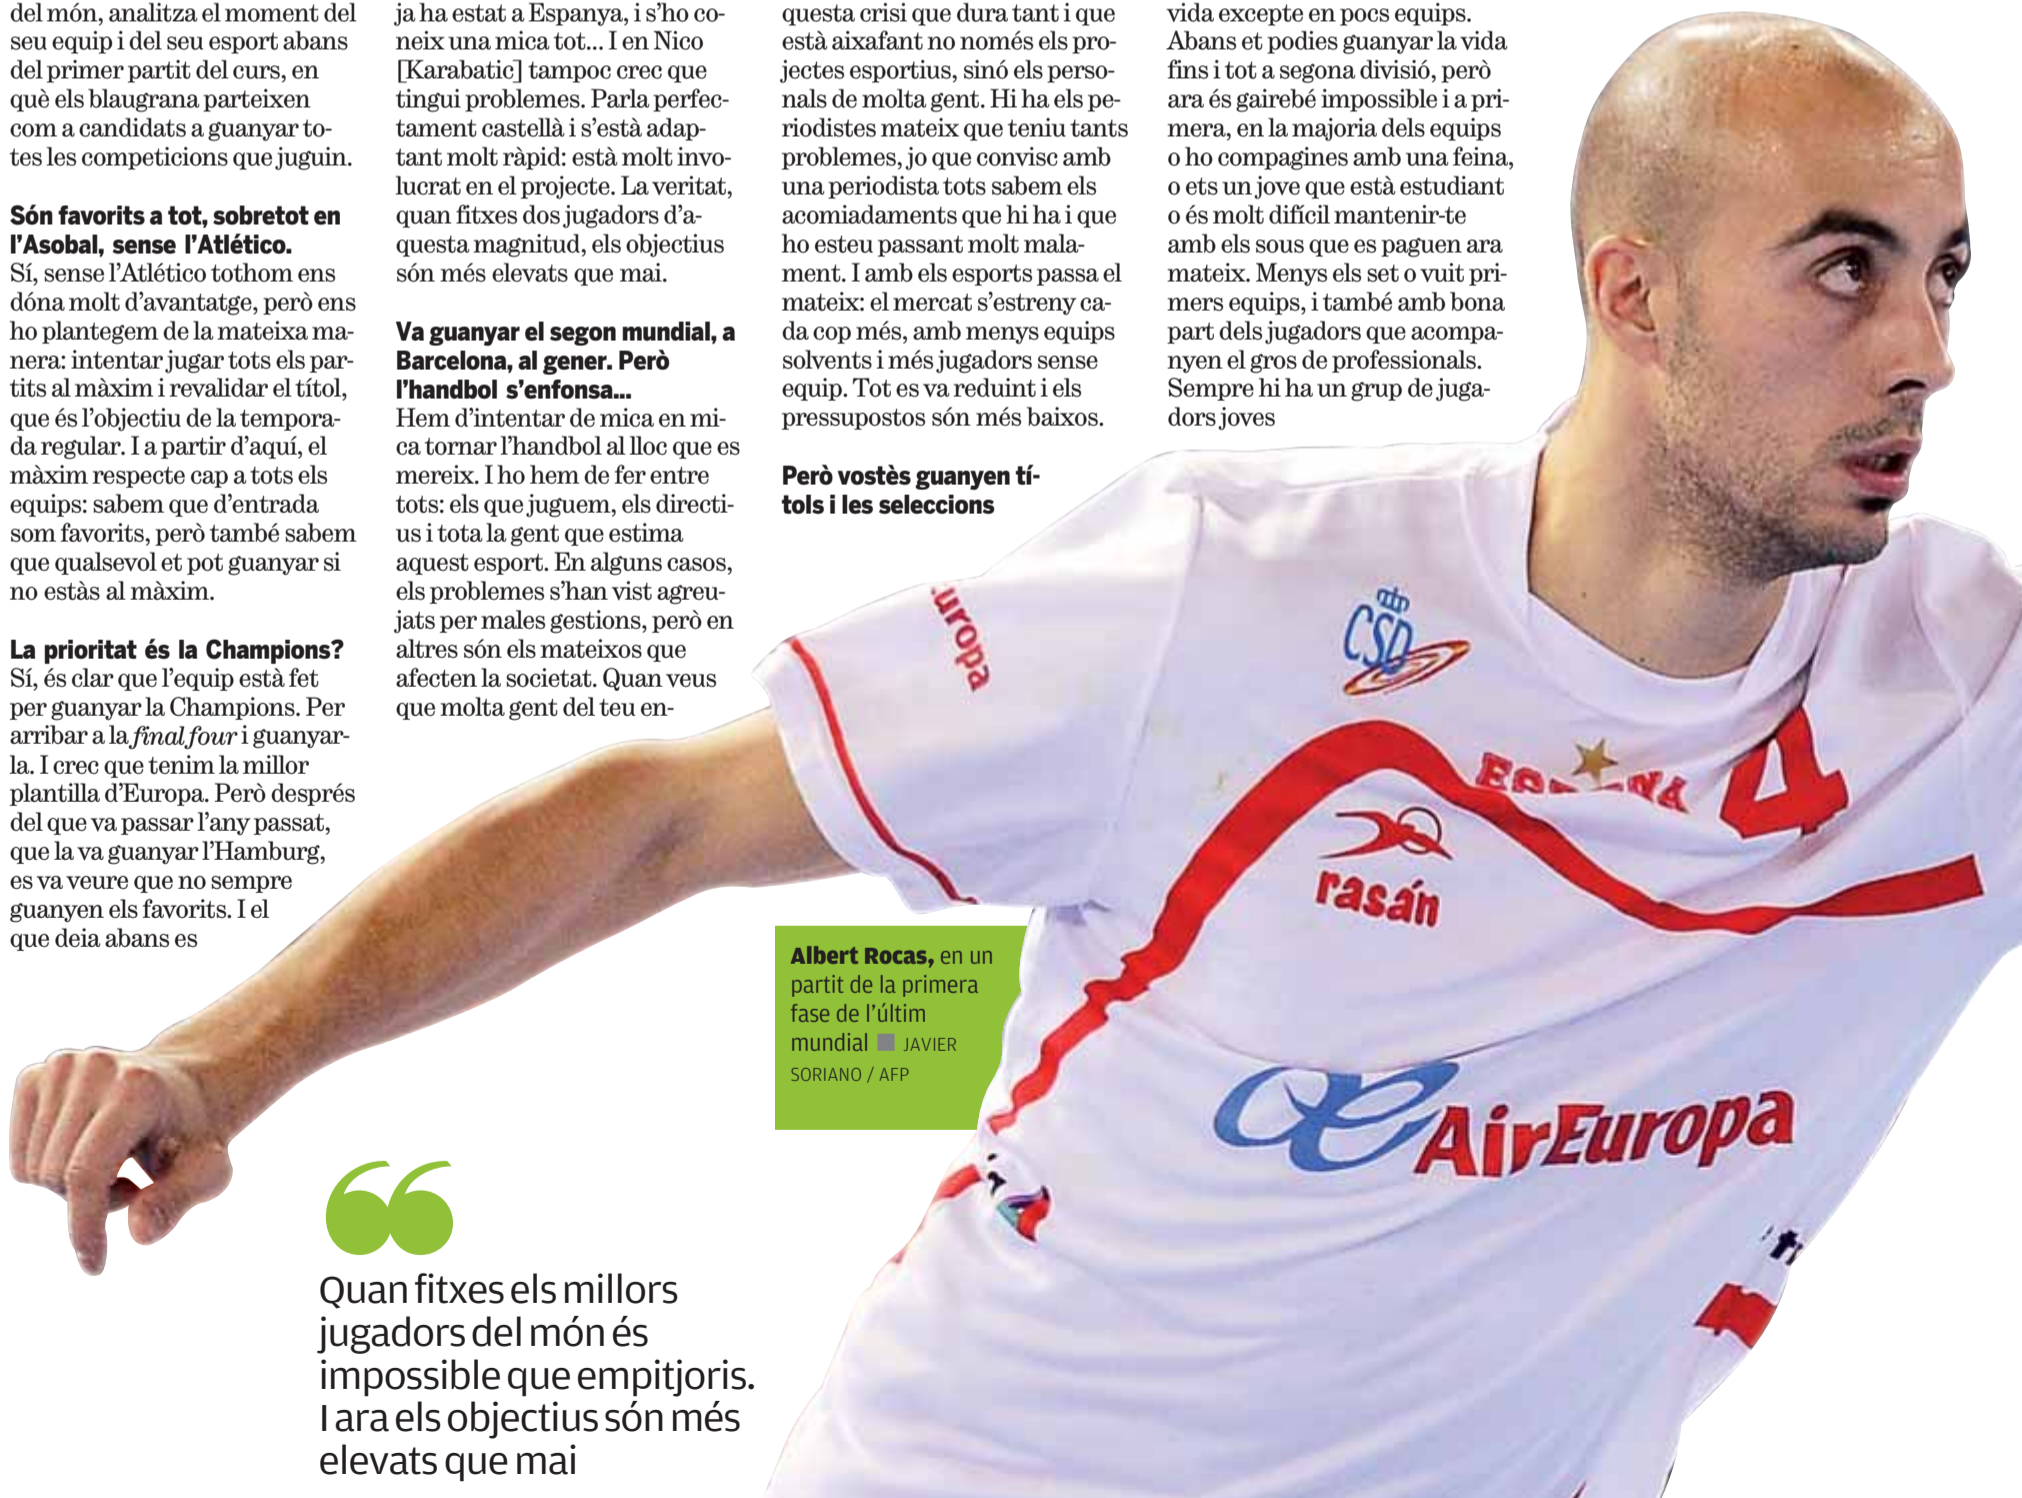 del món, analitza el moment del
seu equip i del seu esport abans
del primer partit del curs, en
què els blaugrana parteixen
com a candidats a guanyar to-
tes les competicions que juguin.
Són favorits a tot, sobretot en
l’Asobal, sense l’Atlético.
Sí, sense l’Atlético tothom ens
dóna molt d’avantatge, però ens
ho plantegem de la mateixa ma-
nera: intentar jugar tots els par-
tits al màxim i revalidar el títol,
que és l’objectiu de la tempora-
da regular. I a partir d’aquí, el
màxim respecte cap a tots els
equips: sabem que d’entrada
som favorits, però també sabem
que qualsevol et pot guanyar si
no estàs al màxim.
La prioritat és la Champions?
Sí, és clar que l’equip està fet
per guanyar la Champions. Per
arribar a la final four i guanyar-
la. I crec que tenim la millor
plantilla d’Europa. Però després
del que va passar l’any passat,
que la va guanyar l’Hamburg,
es va veure que no sempre
guanyen els favorits. I el
que deia abans es
ja ha estat a Espanya, i s’ho co-
neix una mica tot... I en Nico
[Karabatic] tampoc crec que
tingui problemes. Parla perfec-
tament castellà i s’està adap-
tant molt ràpid: està molt invo-
lucrat en el projecte. La veritat,
quan fitxes dos jugadors d’a-
questa magnitud, els objectius
són més elevats que mai.
Va guanyar el segon mundial, a
Barcelona, al gener. Però
l’handbol s’enfonsa...
Hem d’intentar de mica en mi-
ca tornar l’handbol al lloc que es
mereix. I ho hem de fer entre
tots: els que juguem, els directi-
us i tota la gent que estima
aquest esport. En alguns casos,
els problemes s’han vist agreu-
jats per males gestions, però en
altres són els mateixos que
afecten la societat. Quan veus
que molta gent del teu en-
questa crisi que dura tant i que
està aixafant no només els pro-
jectes esportius, sinó els perso-
nals de molta gent. Hi ha els pe-
riodistes mateix que teniu tants
problemes, jo que convisc amb
una periodista tots sabem els
acomiadaments que hi ha i que
ho esteu passant molt mala-
ment. I amb els esports passa el
mateix: el mercat s’estreny ca-
da cop més, amb menys equips
solvents i més jugadors sense
equip. Tot es va reduint i els
pressupostos són més baixos.
Però vostès guanyen tí-
tols i les seleccions
vida excepte en pocs equips.
Abans et podies guanyar la vida
fins i tot a segona divisió, però
ara és gairebé impossible i a pri-
mera, en la majoria dels equips
o ho compagines amb una feina,
o ets un jove que està estudiant
o és molt difícil mantenir-te
amb els sous que es paguen ara
mateix. Menys els set o vuit pri-
mers equips, i també amb bona
part dels jugadors que acompa-
nyen el gros de professionals.
Sempre hi ha un grup de juga-
dors joves
uropa
CSD
4
rasán
AirEuropa
Albert Rocas, en un
partit de la primera
fase de l’últim
mundial ■ JAVIER
SORIANO / AFP
Quan fitxes els millors
jugadors del món és
impossible que empitjoris.
I ara els objectius són més
elevats que mai